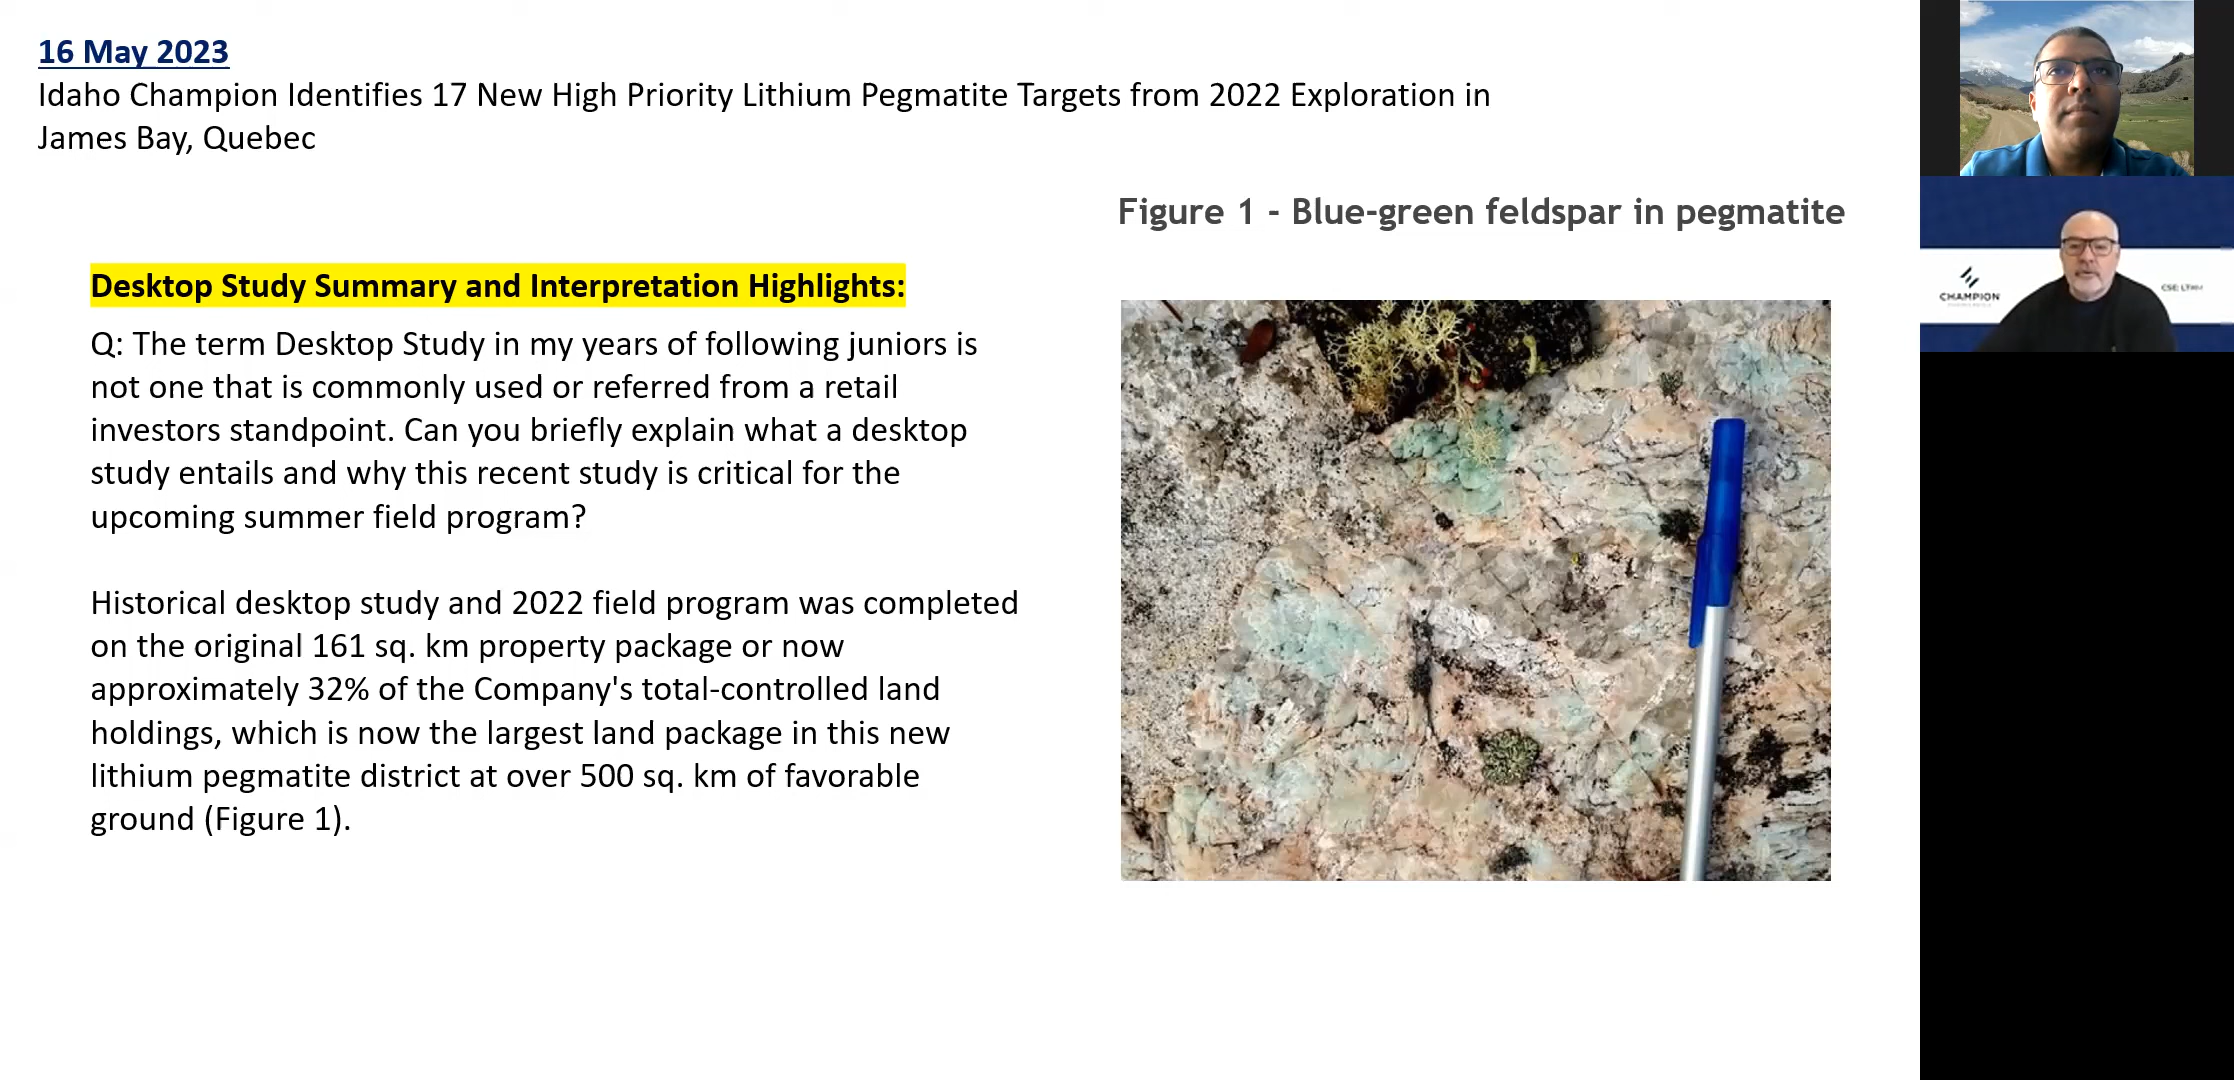 16 May 2023
Idaho Champion Identifies 17 New High Priority Lithium Pegmatite Targets from 2022 Exploration in
James Bay, Quebec
Figure 1 - Blue-green feldspar in pegmatite
Desktop Study Summary and Interpretation Highlights:
Q: The term Desktop Study in my years of following juniors is
not one that is commonly used or referred from a retail
investors standpoint. Can you briefly explain what a desktop
study entails and why this recent study is critical for the
upcoming summer field program?
Historical desktop study and 2022 field program was completed
on the original 161 sq. km property package or now
approximately 32% of the Company's total-controlled land
holdings, which is now the largest land package in this new
lithium pegmatite district at over 500 sq. km of favorable
ground (Figure 1).
CHAMPION
CSE: